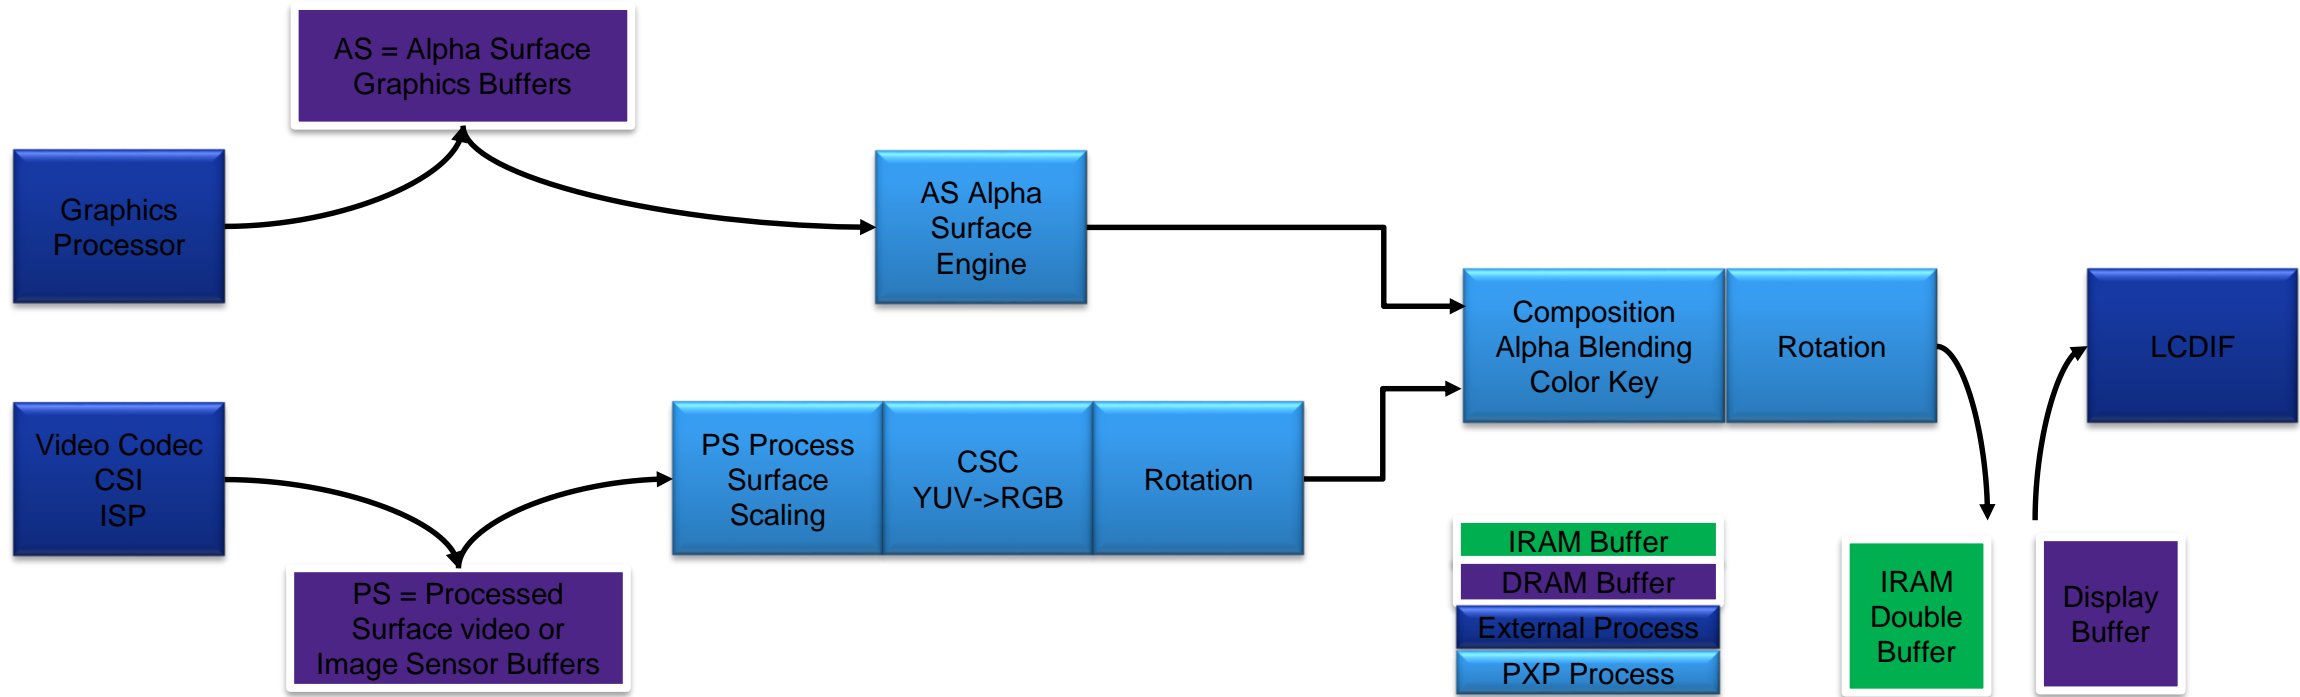 AS = Alpha Surface
Graphics Buffers
Graphics
Processor
AS Alpha
Surface
Engine
Composition
Alpha Blending
Color Key
Rotation
LCDIF
Video Codec
CSI
ISP
PS Process
Surface
Scaling
CSC
YUV->RGB
Rotation
PS = Processed
Surface video or
Image Sensor Buffers
IRAM Buffer
DRAM Buffer
External Process
PXP Process
IRAM
Double
Buffer
Display
Buffer